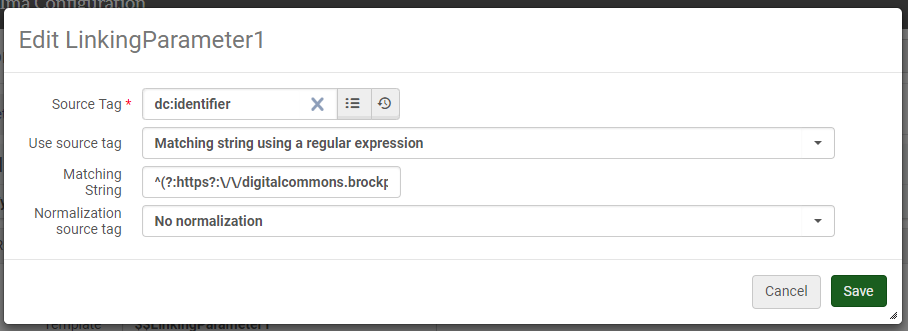 Configuration
Edit LinkingParameter1
Source Tag * dc:identifier
Use source tag Matching string using a regular expression
Matching
String ^(?:https?:\/\/digitalcommons.brockp
Normalization
source tag No normalization
Cancel Save
Template $$LinkingParameter1